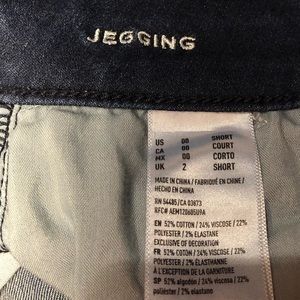 JEGGING
US 00 SHORT
CA 00 COURT
MX 00 CORTO
UK 2 SHORT
MADE IN CHINA / FABRIQUÉ EN CHINE /
HECHO EN CHINA
RN 54485/CA 03873
RFC# AEM120605U9A
EN 52% COTTON / 24% VISCOSE / 22%
POLYESTER / 2% ELASTANE
EXCLUSIVE OF DECORATION
FR 52% COTON / 24% VISCOSE / 22%
POLYESTER / 2% ÉLASTHANNE
À L'EXCEPTION DE LA GARNITURE
SP 52% algodón / 24% viscosa / 22%
poliéster / 2% elastano